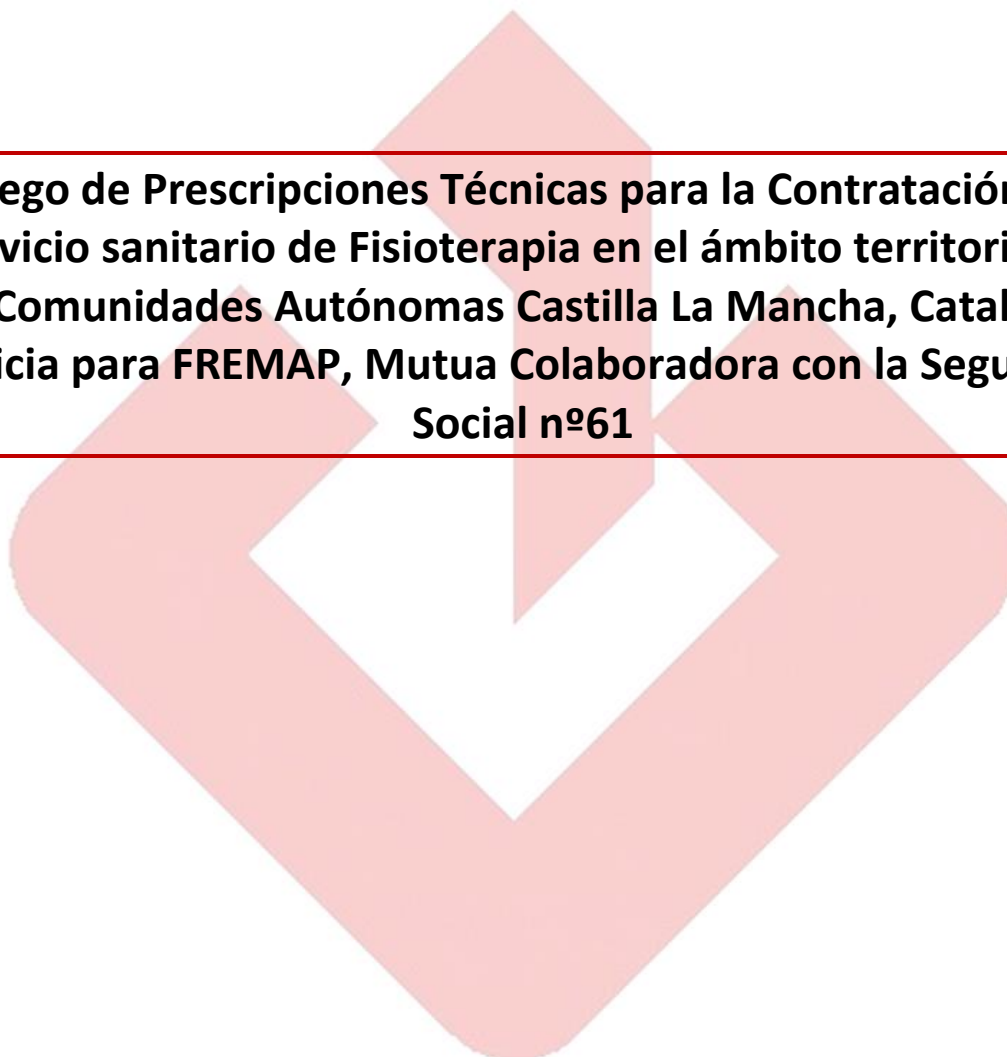 ego de Prescripciones Técnicas para la Contratación
vicio sanitario de Fisioterapia en el ámbito territori
Comunidades Autónomas Castilla La Mancha, Catal
icia para FREMAP, Mutua Colaboradora con la Segu
Social nº61